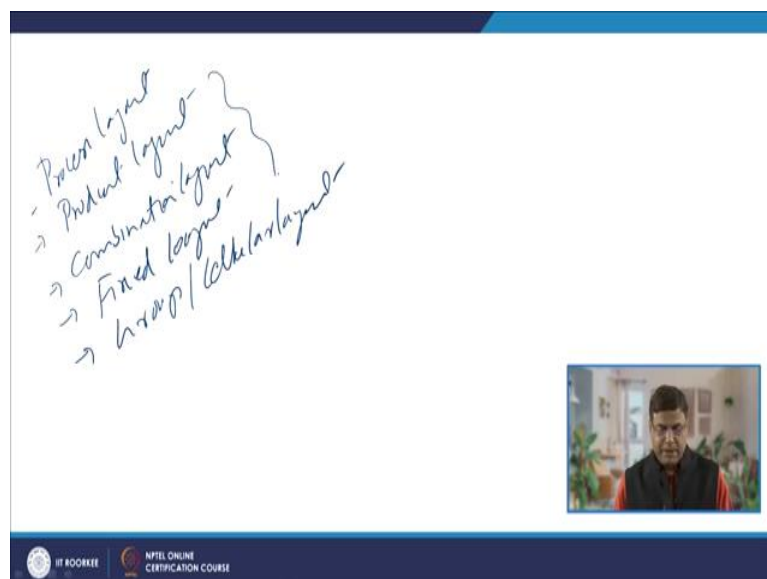 - Process layout
→ Product layout
→ Combination layout
→ Fixed layout
→ Group / Cellular layout
IIT ROORKEE
NPTEL ONLINE
CERTIFICATION COURSE